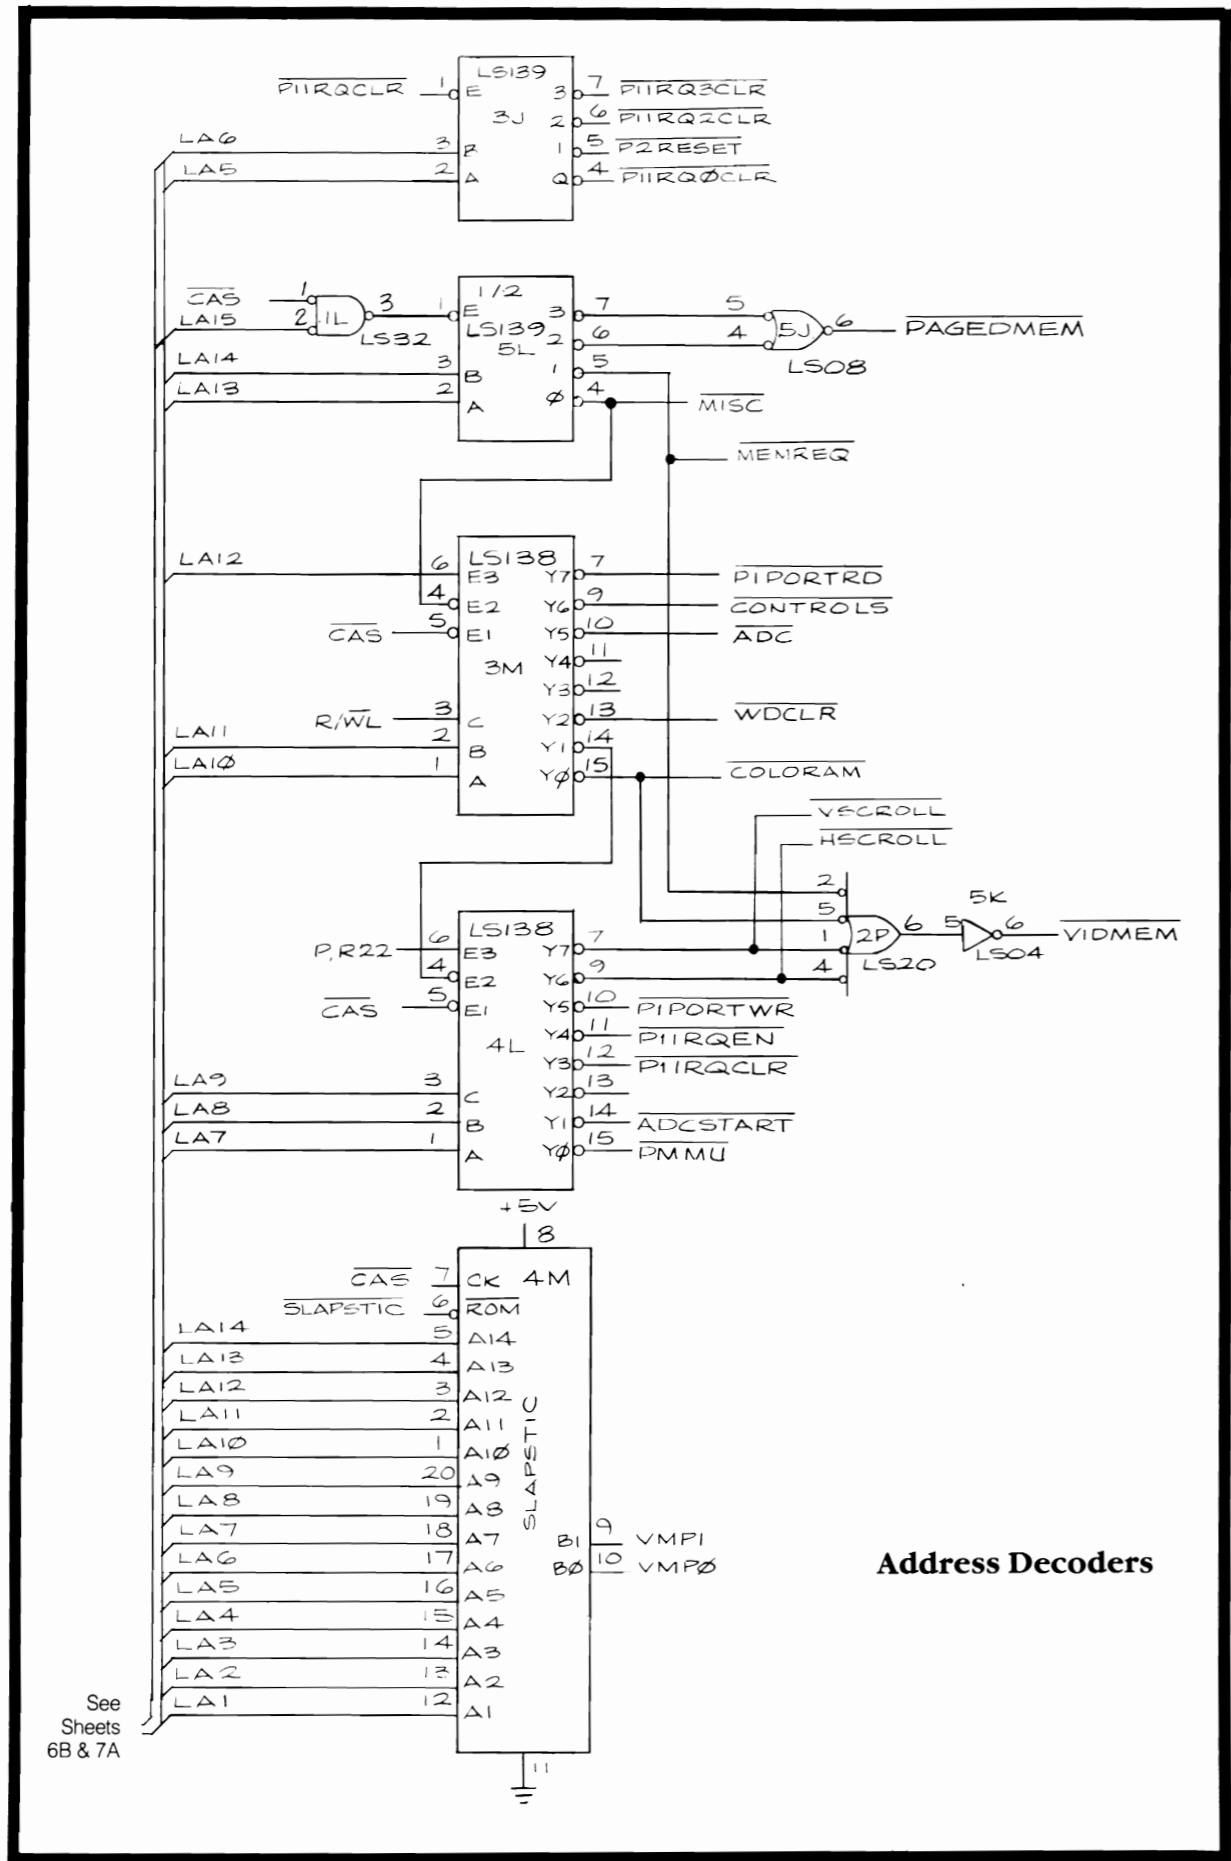 LS139
P1IRQCLR 1 E 3 7 P1IRQ3CLR
3J 2 6 P1IRQ2CLR
LA6 3 B 1 5 P2RESET
LA5 2 A 0 4 P1IRQ0CLR
1/2
CAS 1 3 1 E 3 7 5 6 PAGEDMEM
LA15 2 1L LS32 LS139 2 6 4 5J LS08
5L
LA14 3 B 1 5
LA13 2 A Ø 4 MISC
MEMREQ
LS138
LA12 6 E3 Y7 7 P1PORTRD
4 E2 Y6 9 CONTROLS
CAS 5 E1 Y5 10 ADC
3M Y4 11
Y3 12
R/WL 3 C Y2 13 WDCLR
LA11 2 B Y1 14
LA1Ø 1 A YØ 15 COLORAM
VSCROLL
HSCROLL
2
5 5K
LS138
P,R22 6 E3 Y7 7 1 2P 6 5 6 VIDMEM
LS20 LS04
4 E2 Y6 9 4
CAS 5 E1 Y5 10 P1PORTWR
4L Y4 11 P1IRQEN
Y3 12 P1IRQCLR
LA9 3 C Y2 13
LA8 2 B Y1 14 ADCSTART
LA7 1 A YØ 15 PMMU
+5V
8
CAS 7 CK 4M
SLAPSTIC 6 ROM
LA14 5 A14
LA13 4 A13
LA12 3 A12
LA11 2 A11
LA1Ø 1 A1Ø
LA9 20 A9
LA8 19 A8
LA7 18 A7
LA6 17 A6
LA5 16 A5
LA4 15 A4
LA3 14 A3
LA2 13 A2
LA1 12 A1
SLAPSTIC
B1 9 VMP1
BØ 10 VMPØ
11
Address Decoders
See
Sheets
6B & 7A